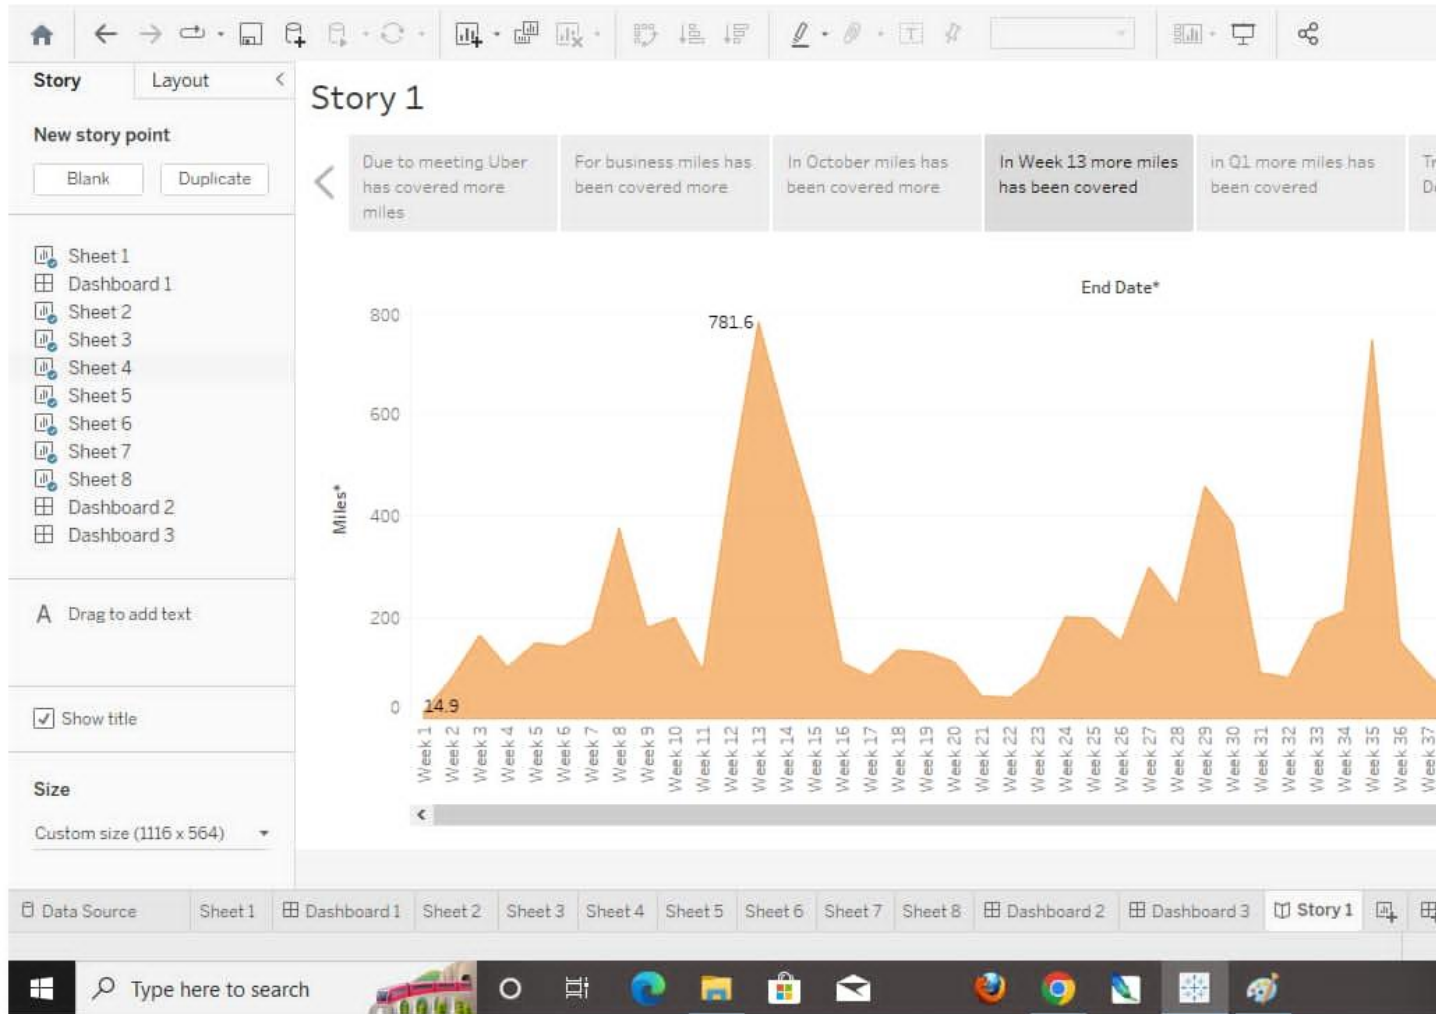 Story
Layout
Story 1
New story point
Blank
Duplicate
Due to meeting Uber
has covered more
miles
For business miles has
been covered more
In October miles has
been covered more
In Week 13 more miles
has been covered
in Q1 more miles has
been covered
Sheet 1
Dashboard 1
Sheet 2
Sheet 3
Sheet 4
Sheet 5
Sheet 6
Sheet 7
Sheet 8
Dashboard 2
Dashboard 3
A Drag to add text
Show title
Size
Custom size (1116 x 564)
End Date*
Miles*
800
600
400
200
0
781.6
14.9
Week 1
Week 2
Week 3
Week 4
Week 5
Week 6
Week 7
Week 8
Week 9
Week 10
Week 11
Week 12
Week 13
Week 14
Week 15
Week 16
Week 17
Week 18
Week 19
Week 20
Week 21
Week 22
Week 23
Week 24
Week 25
Week 26
Week 27
Week 28
Week 29
Week 30
Week 31
Week 32
Week 33
Week 34
Week 35
Week 36
Week 37
Data Source Sheet 1 Dashboard 1 Sheet 2 Sheet 3 Sheet 4 Sheet 5 Sheet 6 Sheet 7 Sheet 8 Dashboard 2 Dashboard 3 Story 1
Type here to search